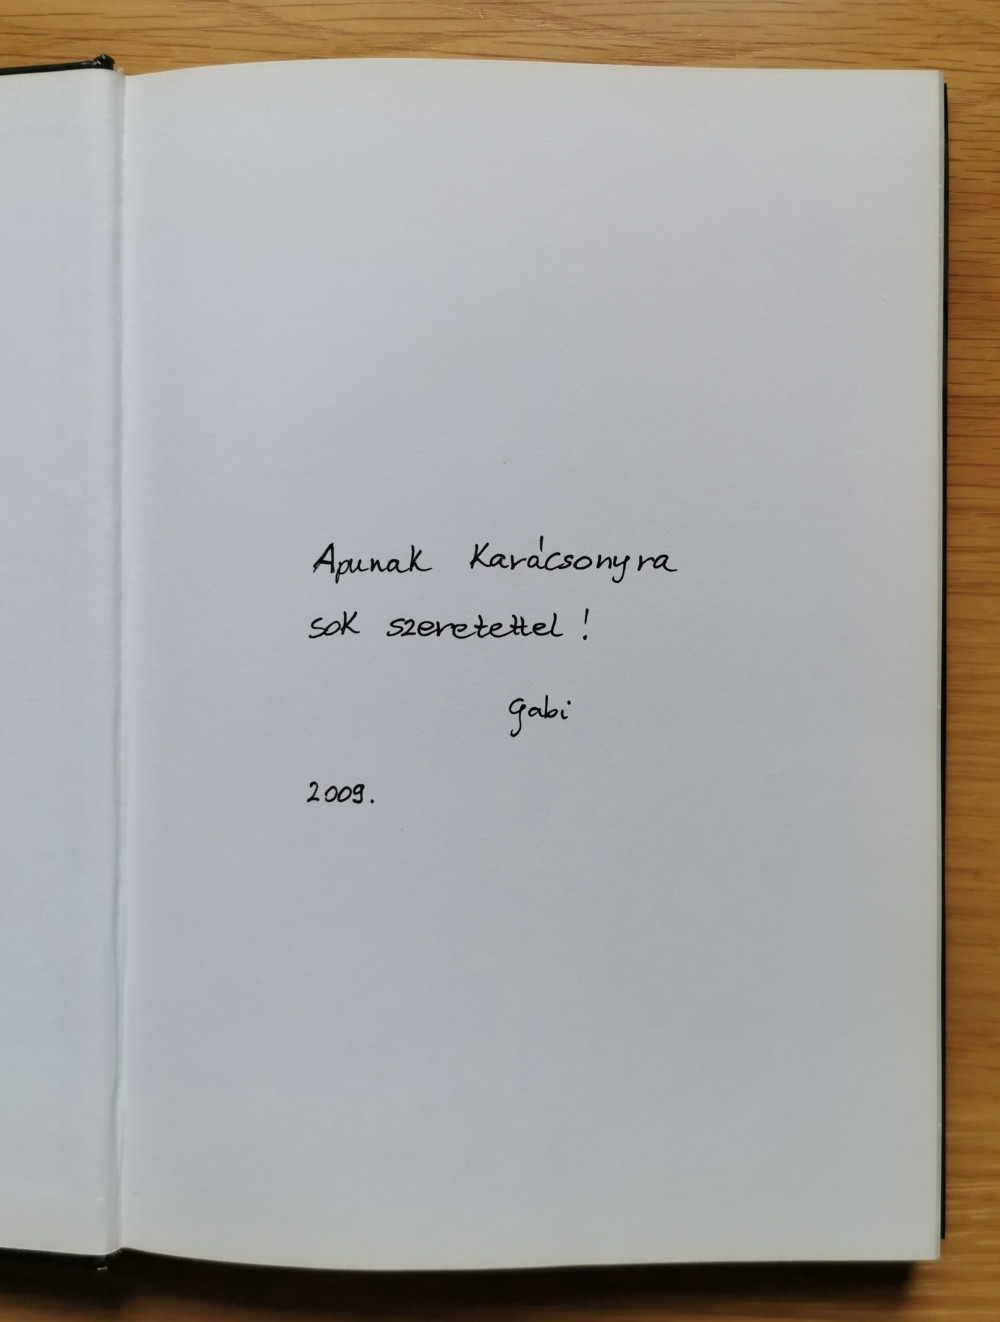 Apunak Karácsonyra
sok szeretettel!
Gabi
2009.